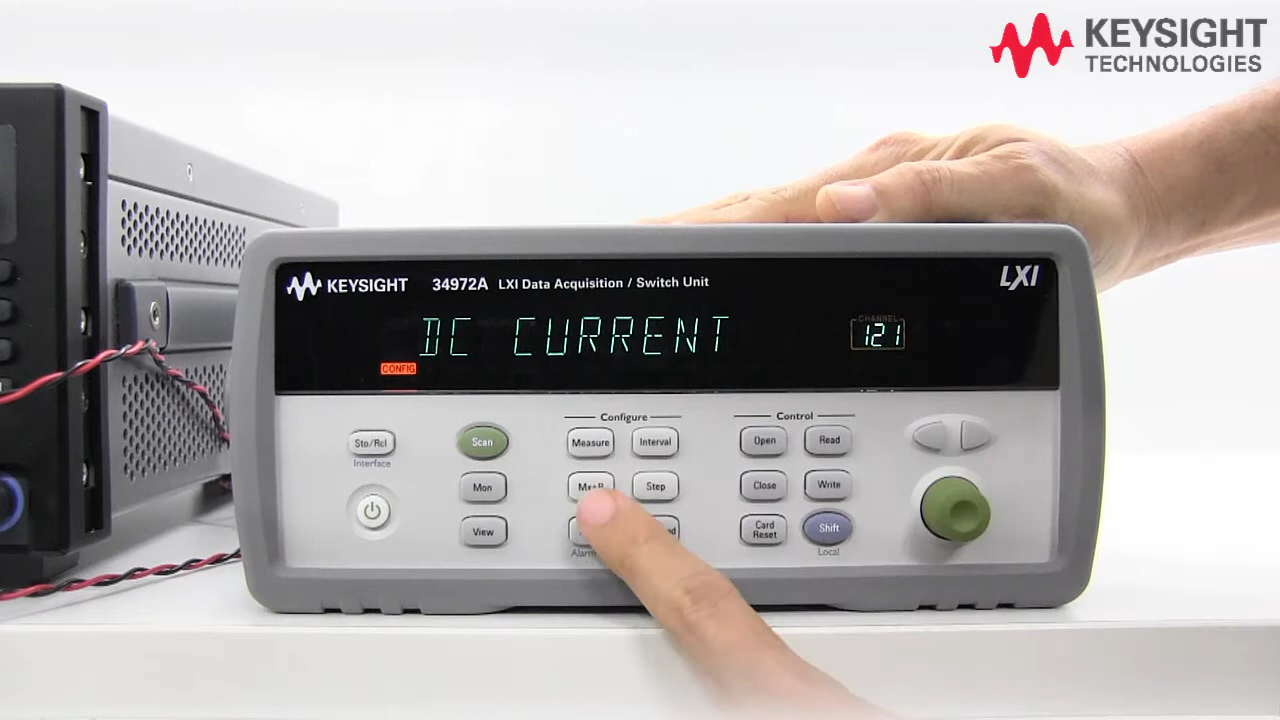 KEYSIGHT
TECHNOLOGIES
KEYSIGHT 34972A LXI Data Acquisition / Switch Unit
LXI
DC CURRENT
CHANNEL
121
CONFIG
Configure
Control
Sto/Rcl
Scan
Measure
Interval
Open
Read
Interface
Mon
Step
Close
Write
View
Card
Reset
Shift
Local